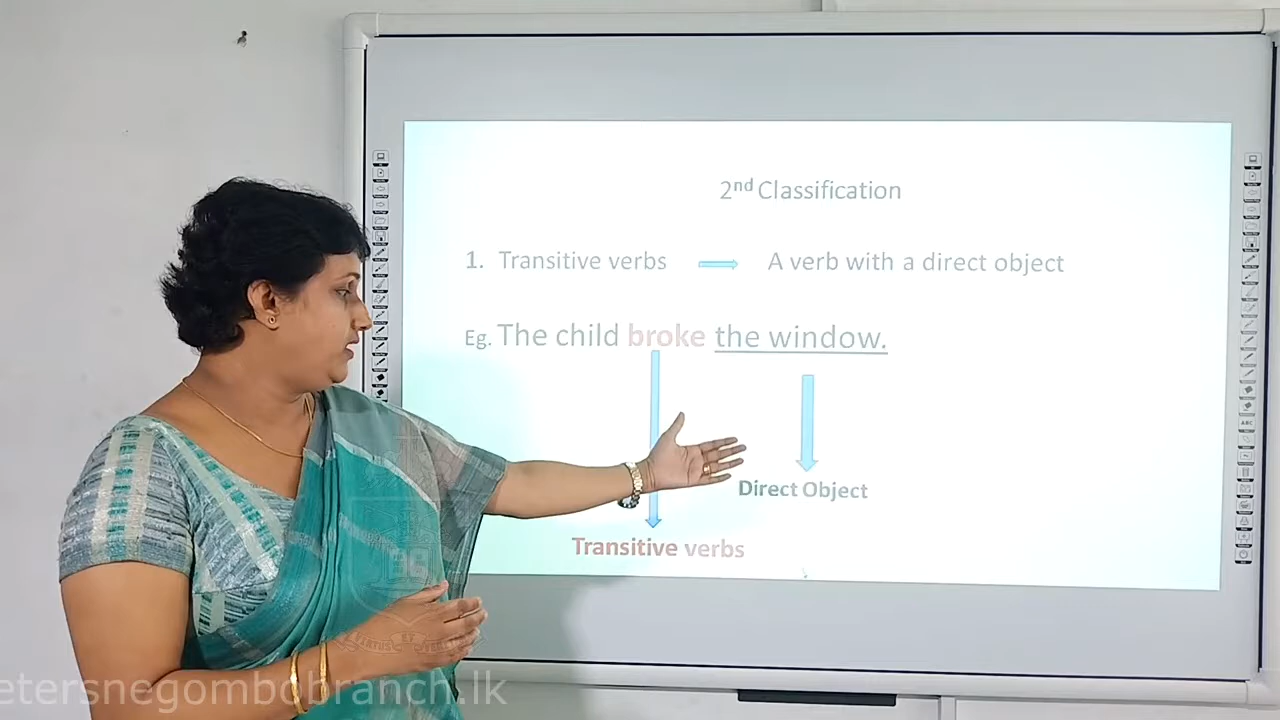 2nd Classification
1. Transitive verbs A verb with a direct object
Eg. The child broke the window.
Direct Object
Transitive verbs
etersnegombobranch.lk